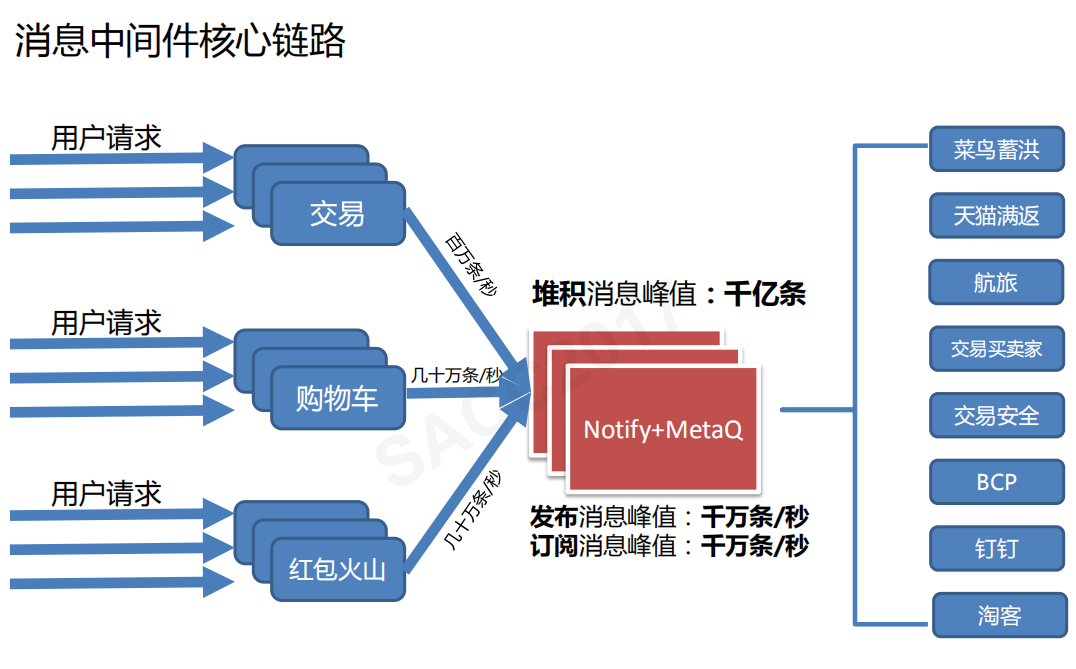 消息中间件核心链路
用户请求
交易
百万条/秒
用户请求
购物车
几十万条/秒
用户请求
红包火山
几十万条/秒
堆积消息峰值：千亿条
Notify+MetaQ
发布消息峰值：千万条/秒
订阅消息峰值：千万条/秒
菜鸟蓄洪
天猫满返
航旅
交易买卖家
交易安全
BCP
钉钉
淘客
SACC2017